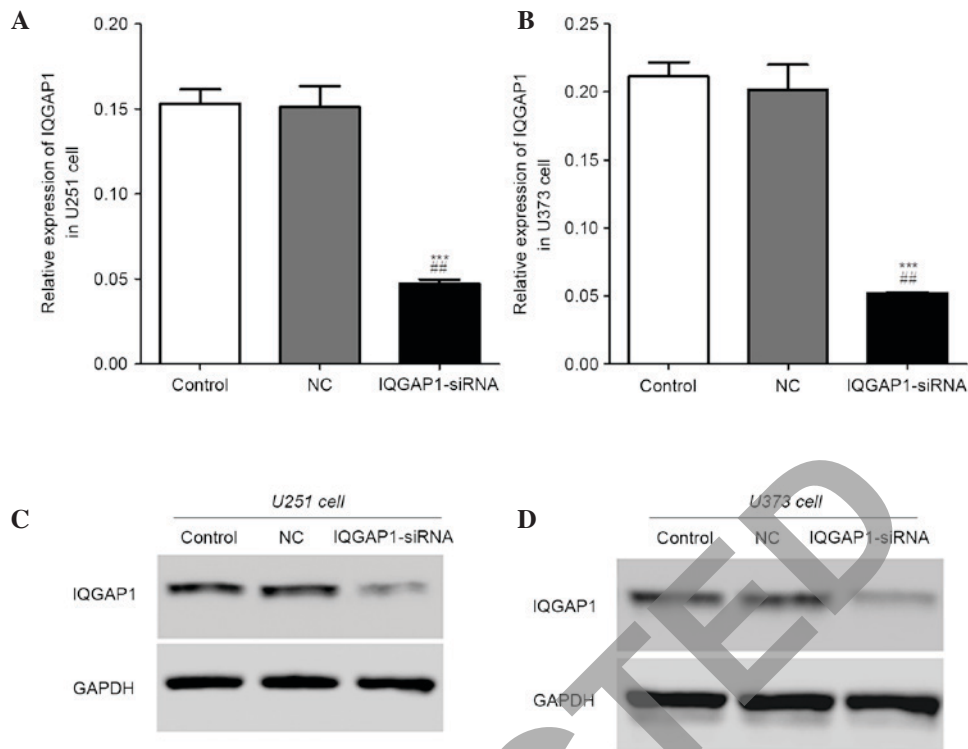 A
Relative expression of IQGAP1
in U251 cell
0.20
0.15
0.10
0.05
0.00
***
##
Control NC IQGAP1-siRNA
B
Relative expression of IQGAP1
in U373 cell
0.25
0.20
0.15
0.10
0.05
0.00
***
##
Control NC IQGAP1-siRNA
C
U251 cell
Control NC IQGAP1-siRNA
IQGAP1
GAPDH
D
U373 cell
Control NC IQGAP1-siRNA
IQGAP1
GAPDH
TED